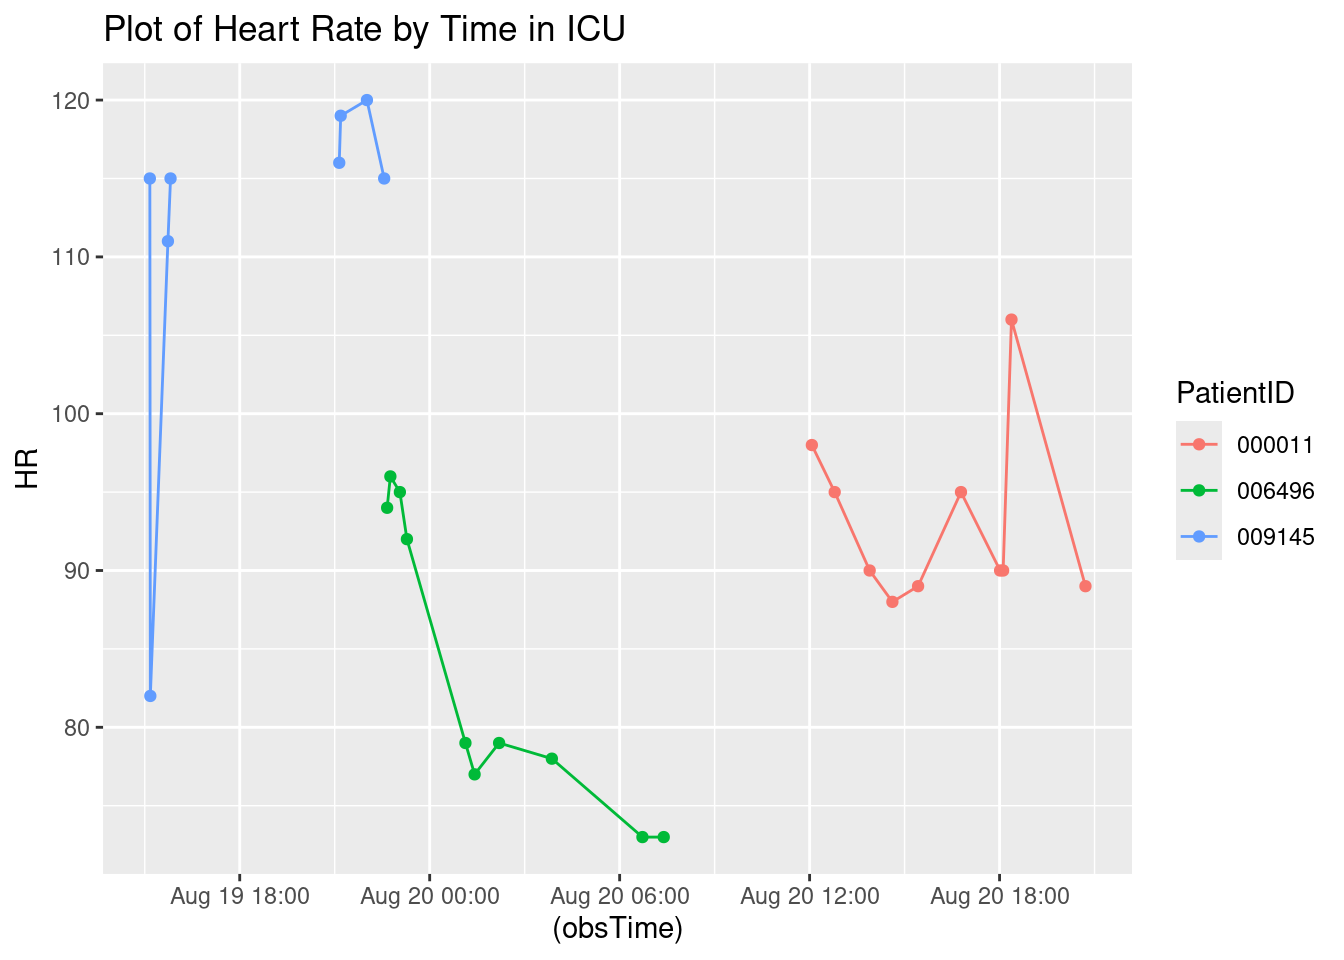 Plot of Heart Rate by Time in ICU
120
110
100
90
80
HR
Aug 19 18:00 Aug 20 00:00 Aug 20 06:00 Aug 20 12:00 Aug 20 18:00
(obsTime)
PatientID
000011
006496
009145